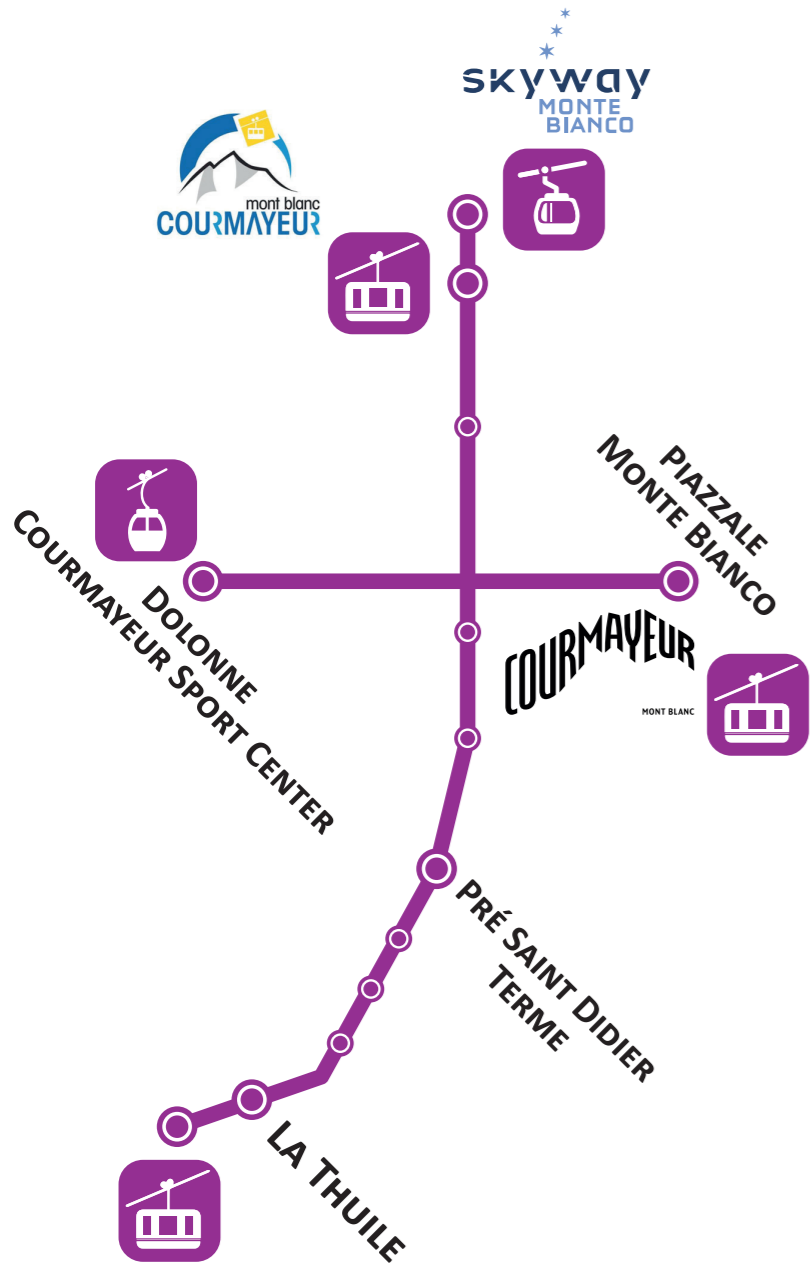 skyway
MONTE
BIANCO
mont blanc
COURMAYEUR
PIAZZALE
MONTE BIANCO
DOLONNE
COURMAYEUR SPORT CENTER
COURMAYEUR
MONT BLANC
PRÉ SAINT DIDIER
TERME
LA THUILE